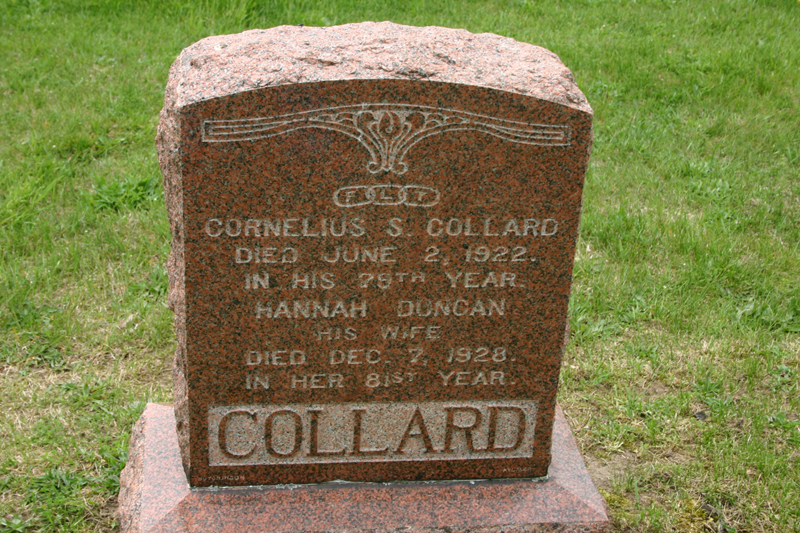 F L T
CORNELIUS S. COLLARD
DIED JUNE 2, 1922.
IN HIS 79TH YEAR.
HANNAH DUNCAN
HIS WIFE
DIED DEC. 7, 1928.
IN HER 81ST YEAR.
COLLARD